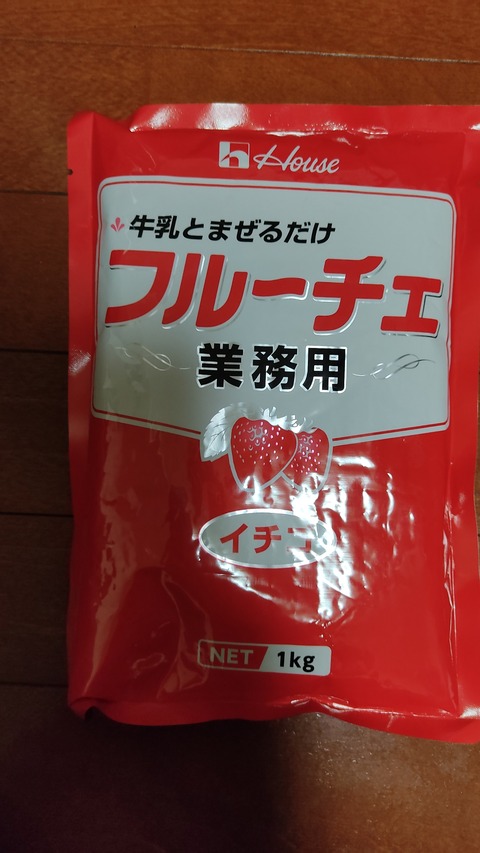 House
牛乳とまぜるだけ
フルーチェ
業務用
イチゴ
NET 1kg